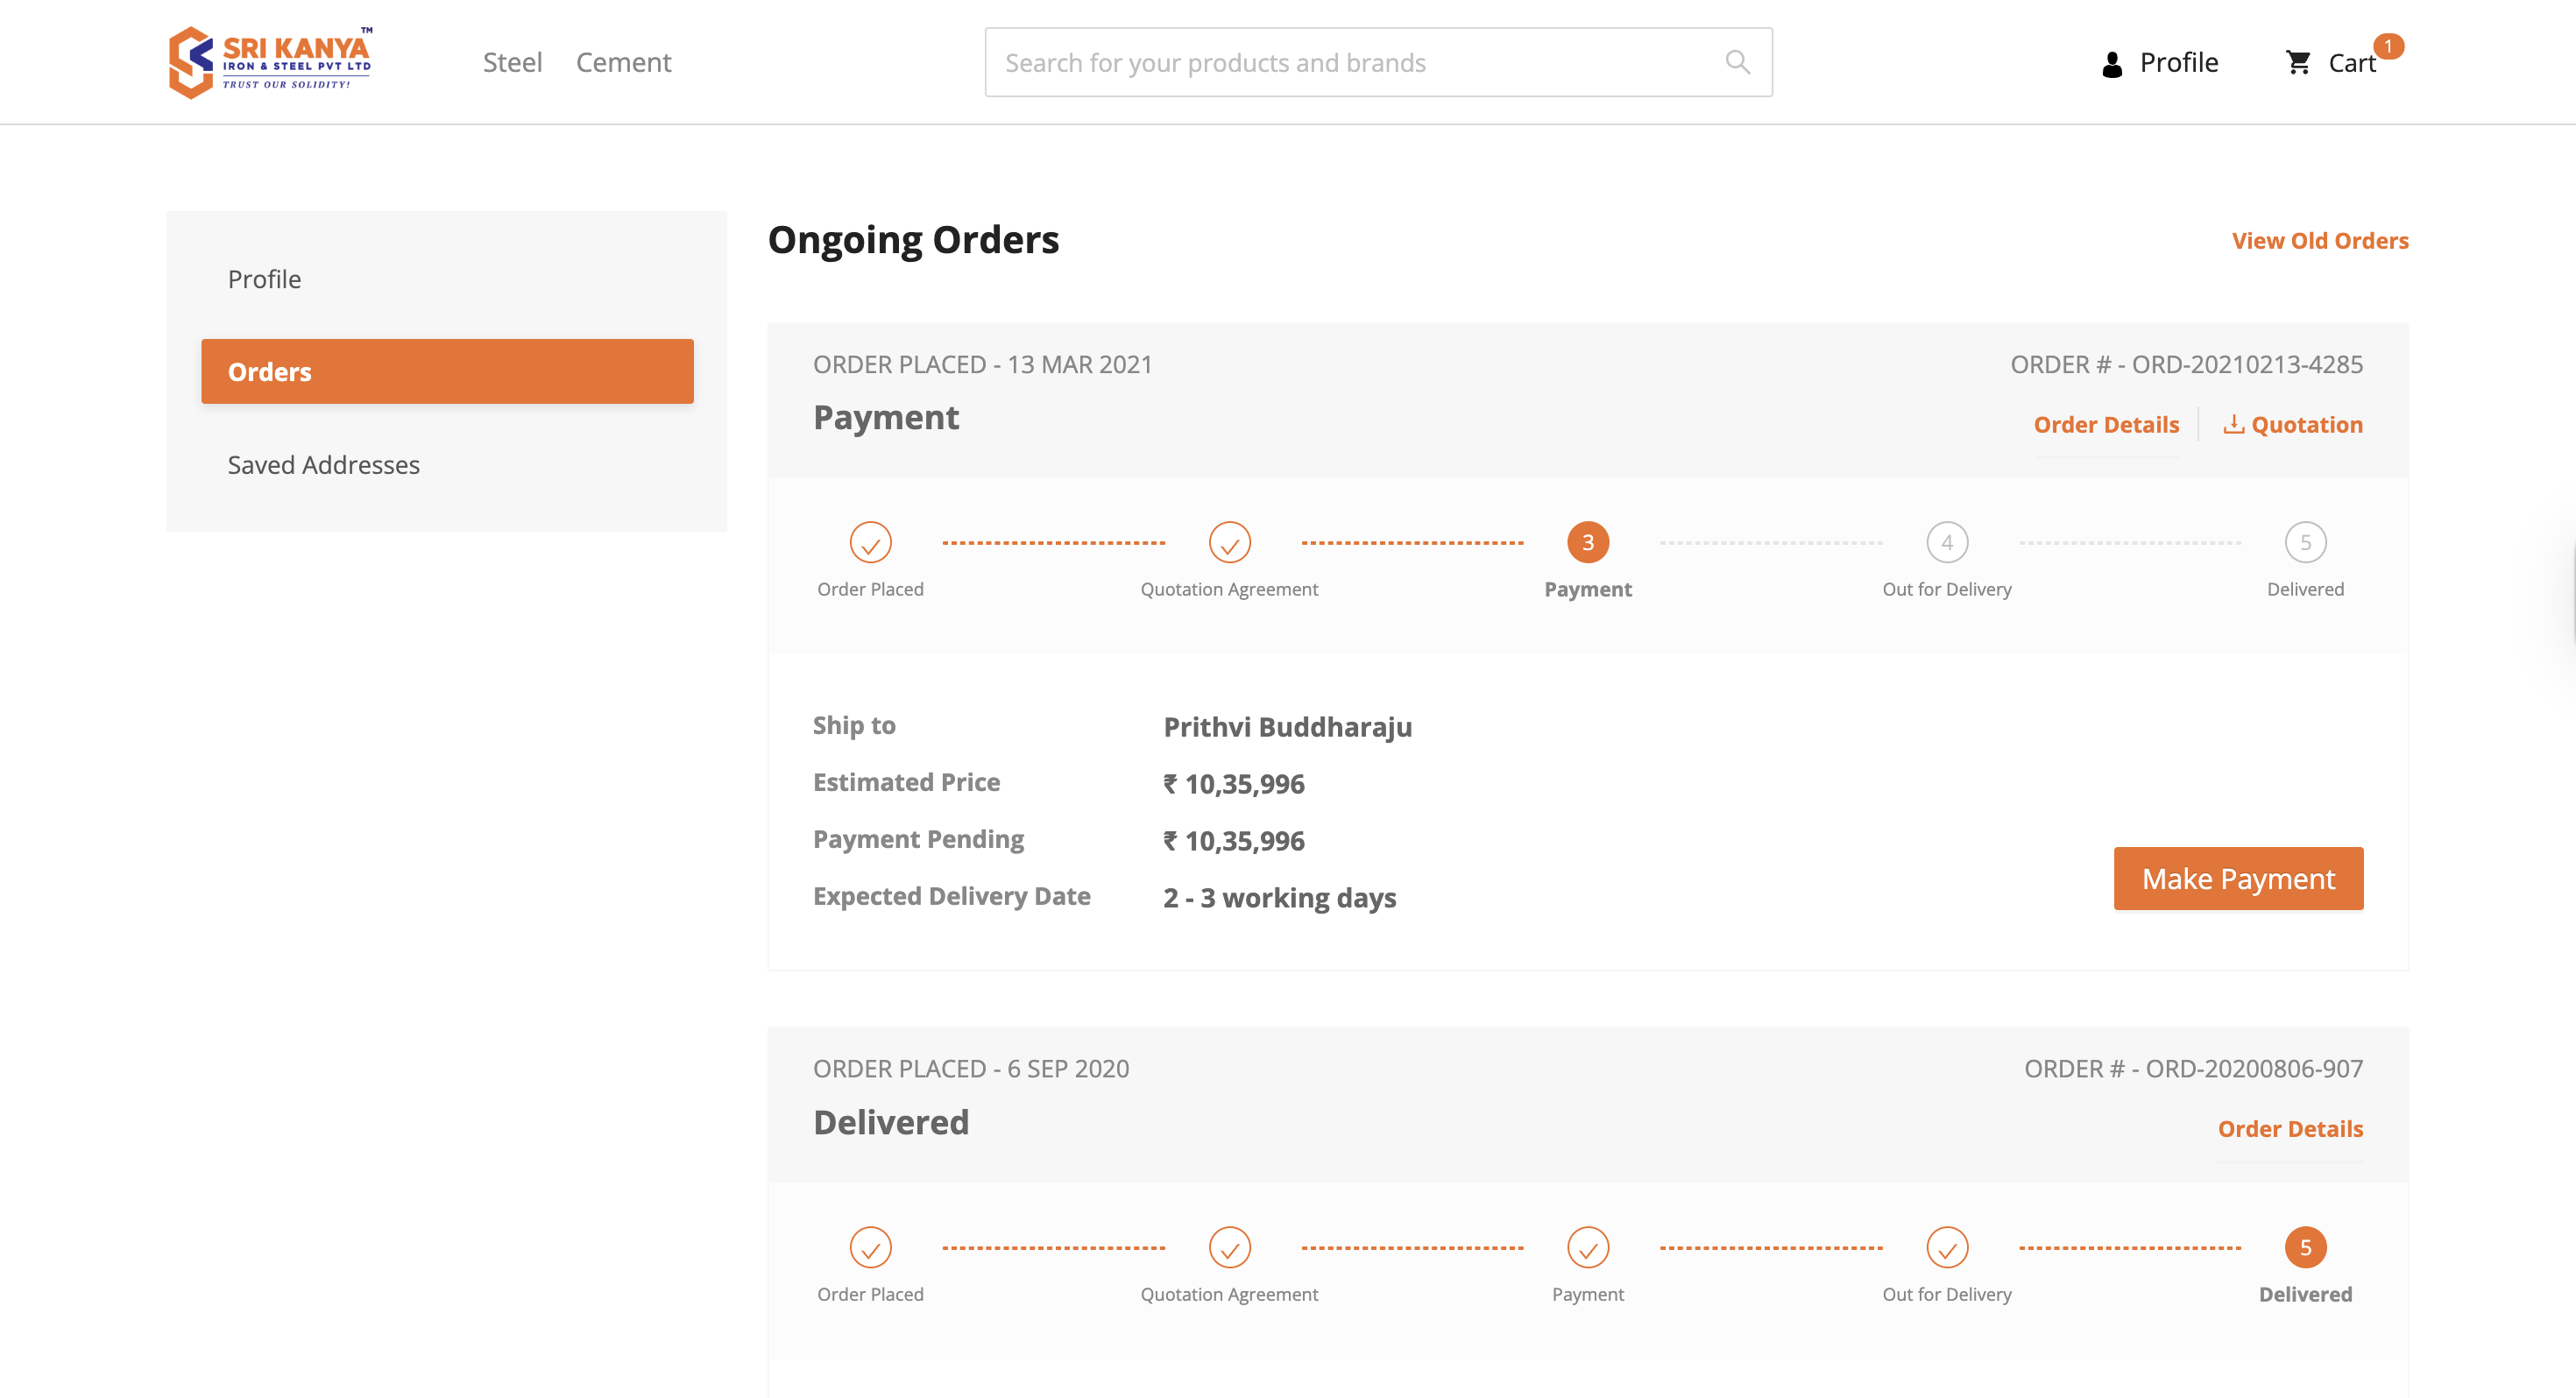 SRI KANYA TM
IRON & STEEL PVT LTD
TRUST OUR SOLIDITY!
Steel Cement
Search for your products and brands
Profile
Cart 1
Profile
Orders
Saved Addresses
Ongoing Orders
View Old Orders
ORDER PLACED - 13 MAR 2021
ORDER # - ORD-20210213-4285
Payment
Order Details Quotation
3 4 5
Order Placed Quotation Agreement Payment Out for Delivery Delivered
Ship to Prithvi Buddharaju
Estimated Price ₹ 10,35,996
Payment Pending ₹ 10,35,996
Expected Delivery Date 2 - 3 working days
Make Payment
ORDER PLACED - 6 SEP 2020
ORDER # - ORD-20200806-907
Delivered
Order Details
5
Order Placed Quotation Agreement Payment Out for Delivery Delivered